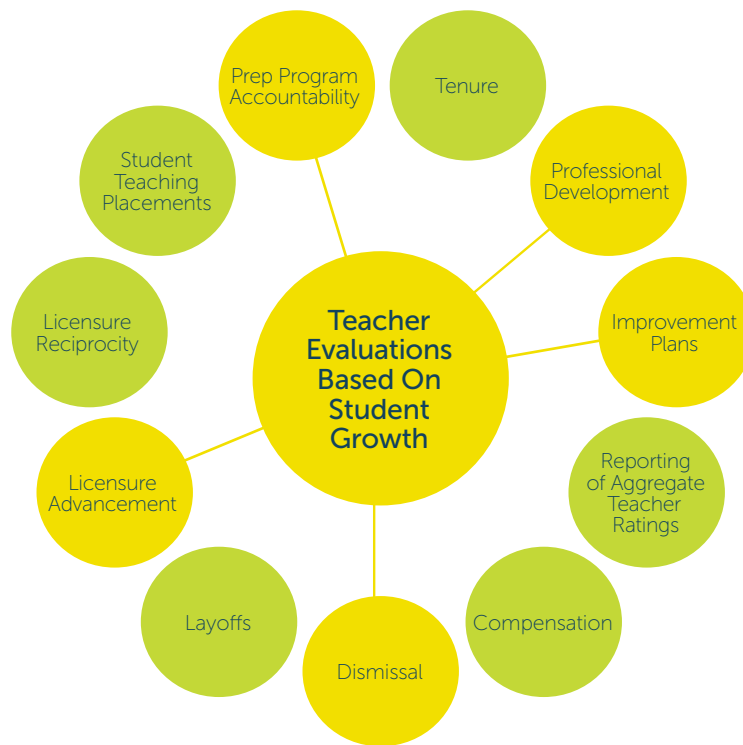 Prep Program
Accountability
Tenure
Student
Teaching
Placements
Professional
Development
Licensure
Reciprocity
Teacher
Evaluations
Based On
Student
Growth
Improvement
Plans
Licensure
Advancement
Reporting
of Aggregate
Teacher
Ratings
Layoffs
Compensation
Dismissal